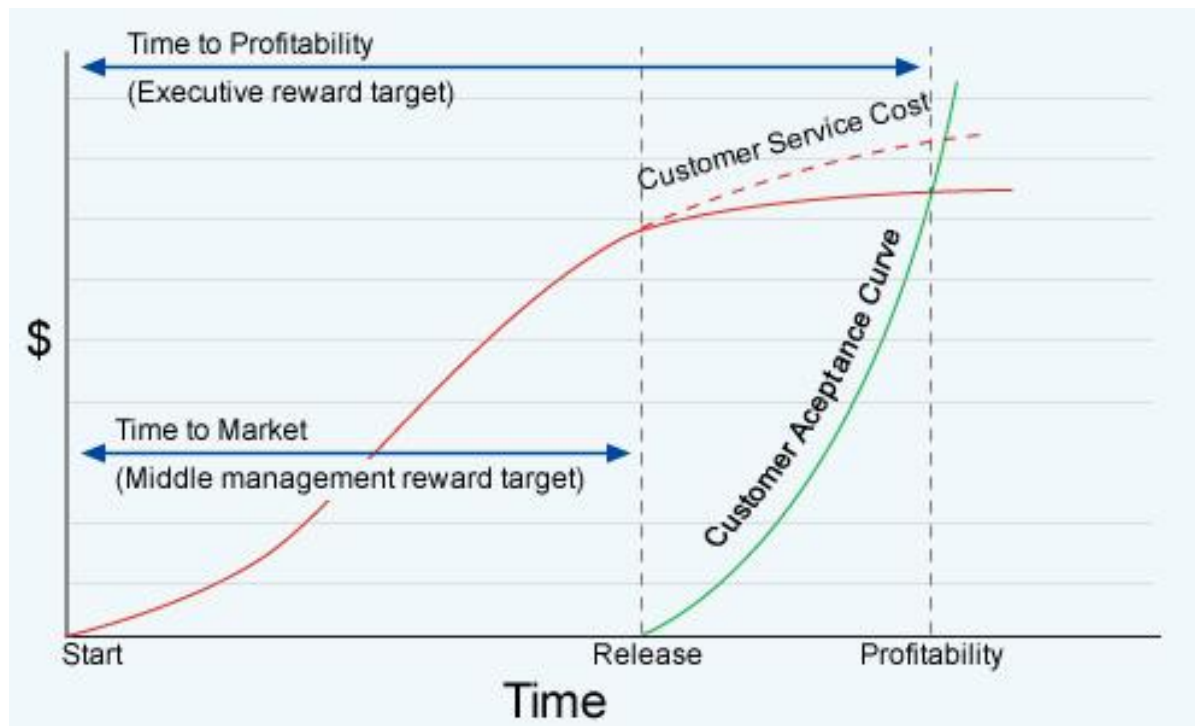 Time to Profitability
(Executive reward target)
Customer Service Cost
$
Customer Aceptance Curve
Time to Market
(Middle management reward target)
Start
Release
Profitability
Time